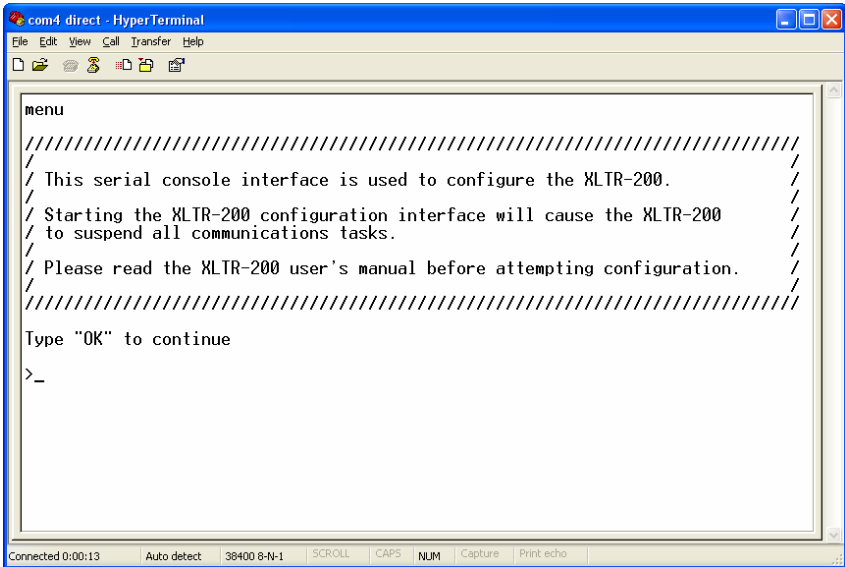 com4 direct - HyperTerminal
File Edit View Call Transfer Help
menu
///////////////////////////////////////////////////////////////////////////////
/ /
/ This serial console interface is used to configure the XLTR-200. /
/ /
/ Starting the XLTR-200 configuration interface will cause the XLTR-200 /
/ to suspend all communications tasks. /
/ /
/ Please read the XLTR-200 user's manual before attempting configuration. /
/ /
///////////////////////////////////////////////////////////////////////////////
Type "OK" to continue
>_
Connected 0:00:13 Auto detect 38400 8-N-1 SCROLL CAPS NUM Capture Print echo